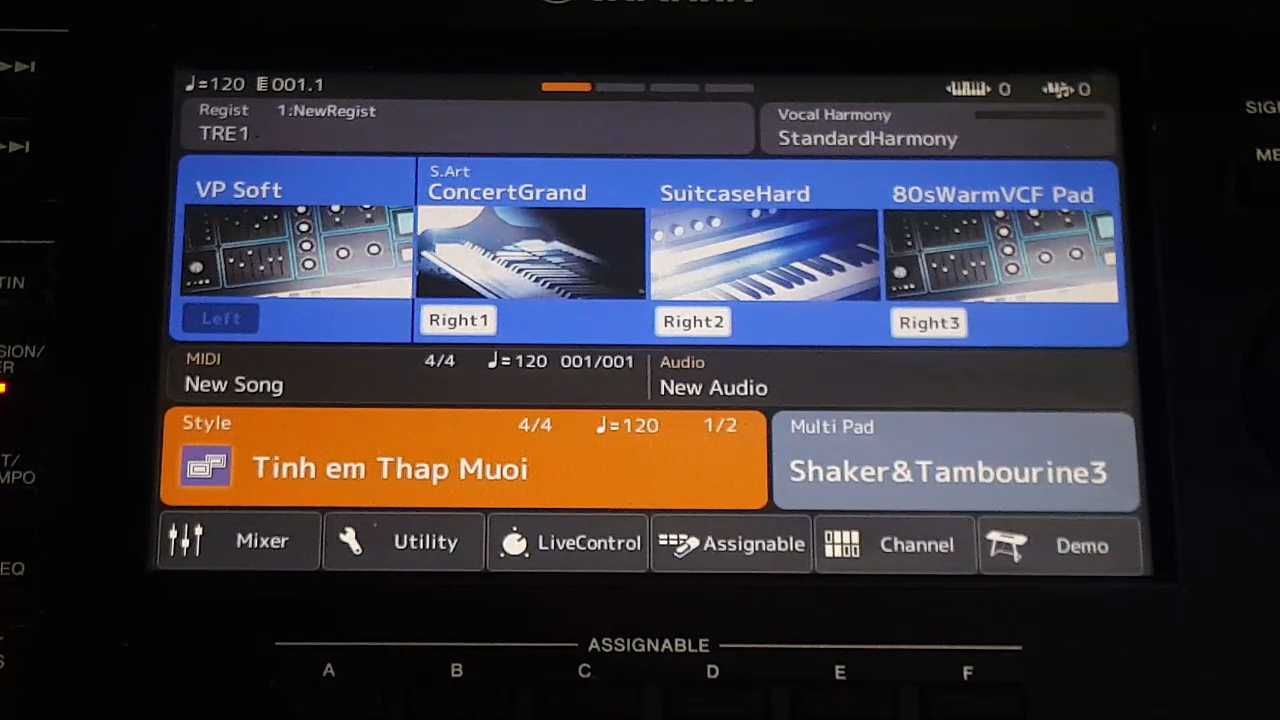 ♩=120 001.1 0 0
Regist 1:NewRegist
TRE1
Vocal Harmony
StandardHarmony
VP Soft
S.Art
ConcertGrand
SuitcaseHard
80sWarmVCF Pad
Left
Right1
Right2
Right3
MIDI 4/4 ♩=120 001/001
New Song
Audio
New Audio
Style 4/4 ♩=120 1/2
Tinh em Thap Muoi
Multi Pad
Shaker&Tambourine3
Mixer
Utility
LiveControl
Assignable
Channel
Demo
ASSIGNABLE
A B C D E F